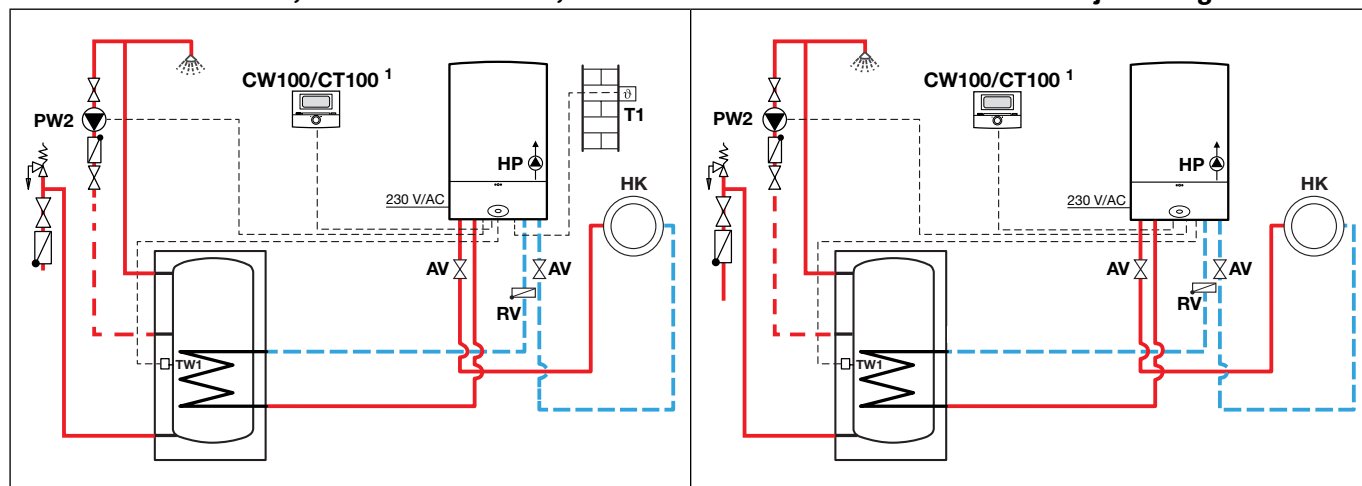 CW100/CT100 1
PW2
ϑ
T1
HP
HK
230 V/AC
AV
AV
RV
TW1
CW100/CT100 1
PW2
HP
HK
230 V/AC
AV
AV
RV
TW1